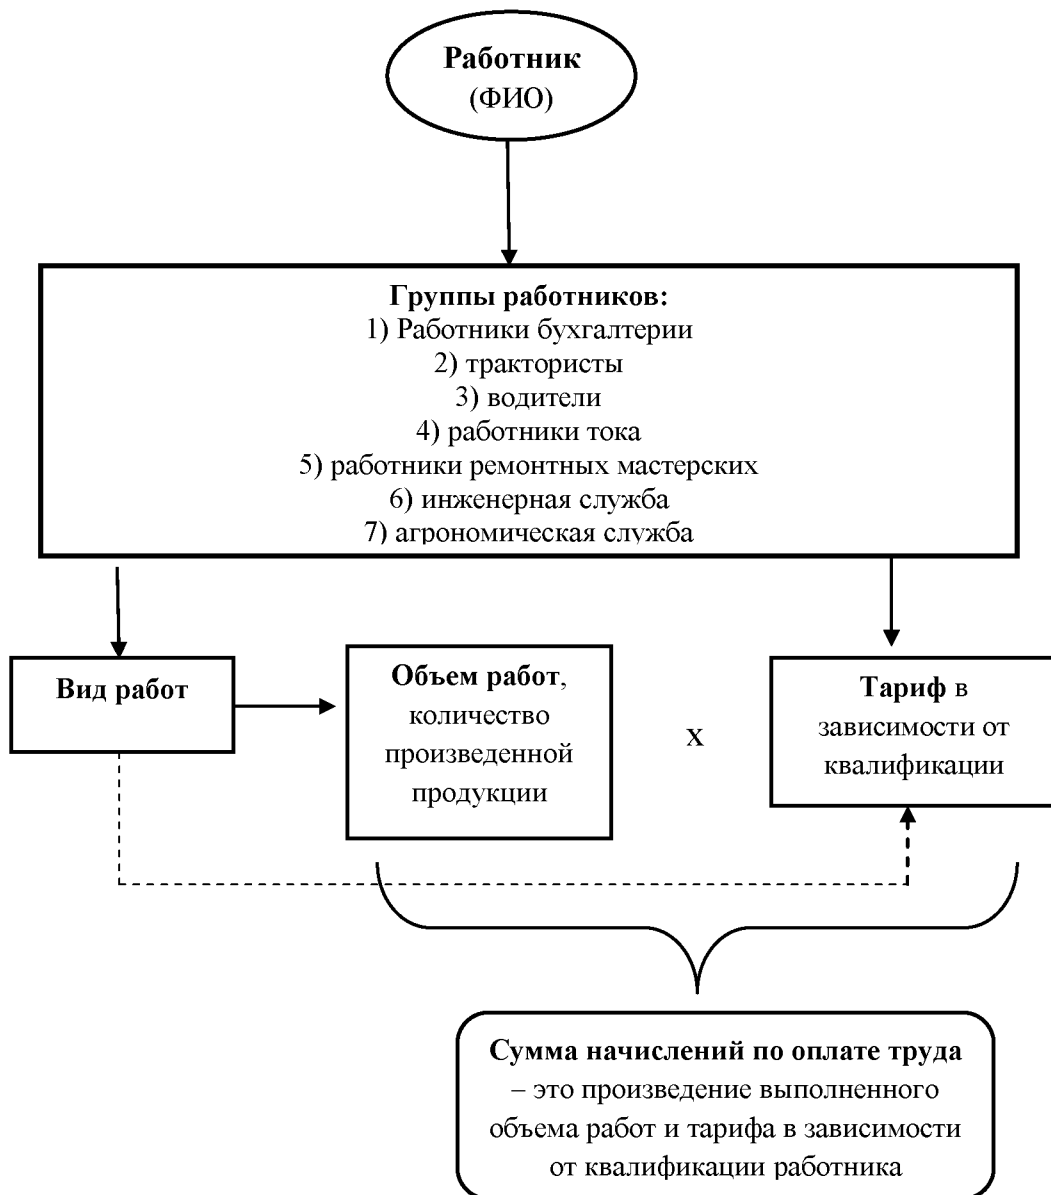 Работник
(ФИО)
Группы работников:
1) Работники бухгалтерии
2) трактористы
3) водители
4) работники тока
5) работники ремонтных мастерских
6) инженерная служба
7) агрономическая служба
Вид работ
Объем работ,
количество
произведенной
продукции
х
Тариф в
зависимости от
квалификации
Сумма начислений по оплате труда
– это произведение выполненного
объема работ и тарифа в зависимости
от квалификации работника